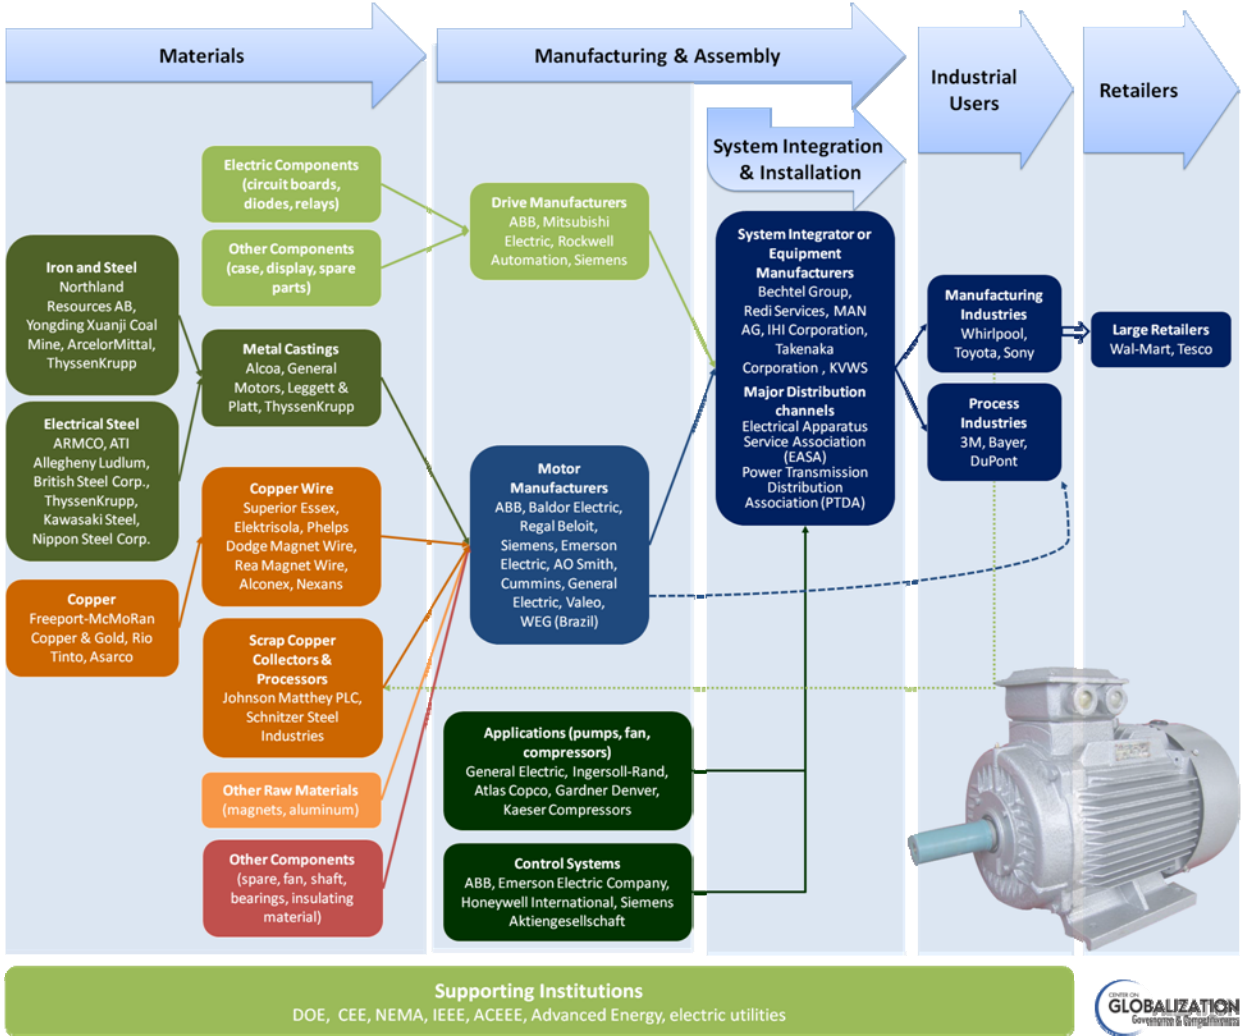 Materials
Manufacturing & Assembly
Industrial
Users
Retailers
System Integration
& Installation
Electric Components
(circuit boards,
diodes, relays)
Other Components
(case, display, spare
parts)
Drive Manufacturers
ABB, Mitsubishi
Electric, Rockwell
Automation, Siemens
Iron and Steel
Northland
Resources AB,
Yongding Xuanji Coal
Mine, ArcelorMittal,
ThyssenKrupp
Metal Castings
Alcoa, General
Motors, Leggett &
Platt, ThyssenKrupp
Electrical Steel
ARMCO, ATI
Allegheny Ludlum,
British Steel Corp.,
ThyssenKrupp,
Kawasaki Steel,
Nippon Steel Corp.
Copper Wire
Superior Essex,
Elektrisola, Phelps
Dodge Magnet Wire,
Rea Magnet Wire,
Alconex, Nexans
Copper
Freeport-McMoRan
Copper & Gold, Rio
Tinto, Asarco
Scrap Copper
Collectors &
Processors
Johnson Matthey PLC,
Schnitzer Steel
Industries
Other Raw Materials
(magnets, aluminum)
Other Components
(spare, fan, shaft,
bearings, insulating
material)
Motor
Manufacturers
ABB, Baldor Electric,
Regal Beloit,
Siemens, Emerson
Electric, AO Smith,
Cummins, General
Electric, Valeo,
WEG (Brazil)
Applications (pumps, fan,
compressors)
General Electric, Ingersoll-Rand,
Atlas Copco, Gardner Denver,
Kaeser Compressors
Control Systems
ABB, Emerson Electric Company,
Honeywell International, Siemens
Aktiengesellschaft
System Integrator or
Equipment
Manufacturers
Bechtel Group,
Redi Services, MAN
AG, IHI Corporation,
Takenaka
Corporation , KVWS
Major Distribution
channels
Electrical Apparatus
Service Association
(EASA)
Power Transmission
Distribution
Association (PTDA)
Manufacturing
Industries
Whirlpool,
Toyota, Sony
Process
Industries
3M, Bayer,
DuPont
Large Retailers
Wal-Mart, Tesco
Supporting Institutions
DOE, CEE, NEMA, IEEE, ACEEE, Advanced Energy, electric utilities
CENTER ON
GLOBALIZATION
Governance & Competitiveness